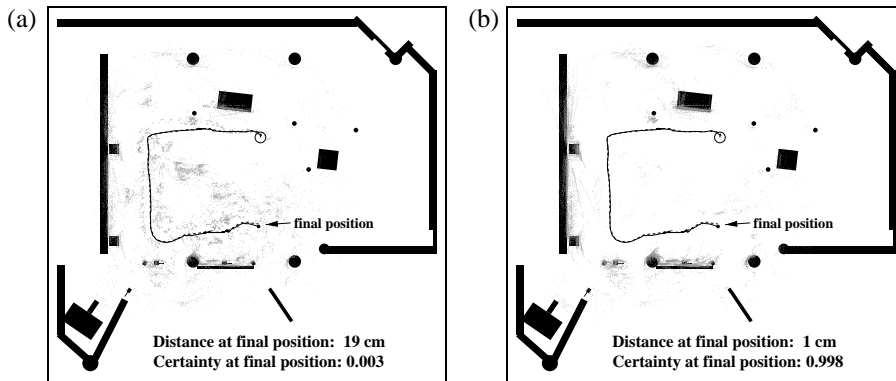 (a)
final position
Distance at final position: 19 cm
Certainty at final position: 0.003
(b)
final position
Distance at final position: 1 cm
Certainty at final position: 0.998